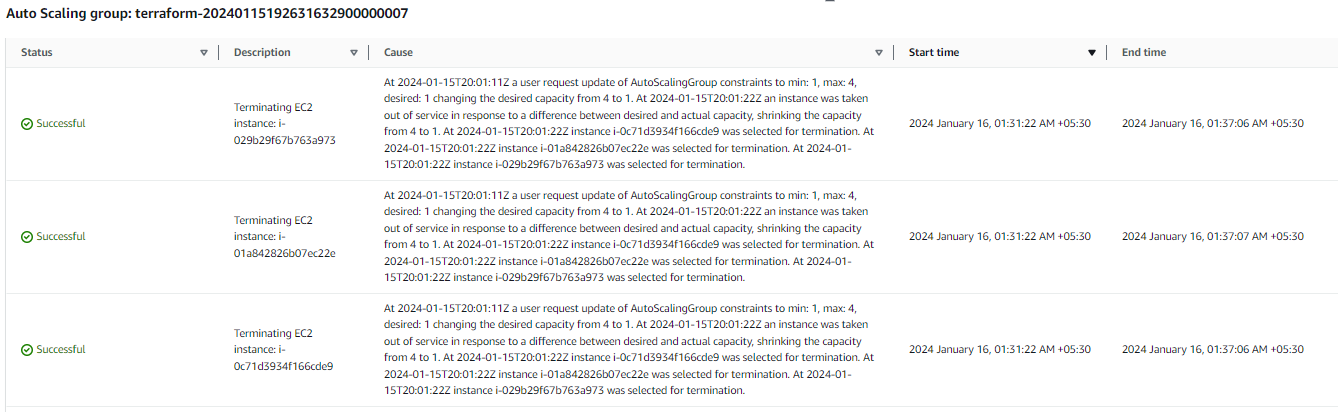 Auto Scaling group: terraform-20240115192631632900000007
Status Description Cause Start time End time
Successful
Terminating EC2
instance: i-
029b29f67b763a973
At 2024-01-15T20:01:11Z a user request update of AutoScalingGroup constraints to min: 1, max: 4,
desired: 1 changing the desired capacity from 4 to 1. At 2024-01-15T20:01:22Z an instance was taken
out of service in response to a difference between desired and actual capacity, shrinking the capacity
from 4 to 1. At 2024-01-15T20:01:22Z instance i-0c71d3934f166cde9 was selected for termination. At
2024-01-15T20:01:22Z instance i-01a842826b07ec22e was selected for termination. At 2024-01-
15T20:01:22Z instance i-029b29f67b763a973 was selected for termination.
2024 January 16, 01:31:22 AM +05:30
2024 January 16, 01:37:06 AM +05:30
Successful
Terminating EC2
instance: i-
01a842826b07ec22e
At 2024-01-15T20:01:11Z a user request update of AutoScalingGroup constraints to min: 1, max: 4,
desired: 1 changing the desired capacity from 4 to 1. At 2024-01-15T20:01:22Z an instance was taken
out of service in response to a difference between desired and actual capacity, shrinking the capacity
from 4 to 1. At 2024-01-15T20:01:22Z instance i-0c71d3934f166cde9 was selected for termination. At
2024-01-15T20:01:22Z instance i-01a842826b07ec22e was selected for termination. At 2024-01-
15T20:01:22Z instance i-029b29f67b763a973 was selected for termination.
2024 January 16, 01:31:22 AM +05:30
2024 January 16, 01:37:07 AM +05:30
Successful
Terminating EC2
instance: i-
0c71d3934f166cde9
At 2024-01-15T20:01:11Z a user request update of AutoScalingGroup constraints to min: 1, max: 4,
desired: 1 changing the desired capacity from 4 to 1. At 2024-01-15T20:01:22Z an instance was taken
out of service in response to a difference between desired and actual capacity, shrinking the capacity
from 4 to 1. At 2024-01-15T20:01:22Z instance i-0c71d3934f166cde9 was selected for termination. At
2024-01-15T20:01:22Z instance i-01a842826b07ec22e was selected for termination. At 2024-01-
15T20:01:22Z instance i-029b29f67b763a973 was selected for termination.
2024 January 16, 01:31:22 AM +05:30
2024 January 16, 01:37:06 AM +05:30